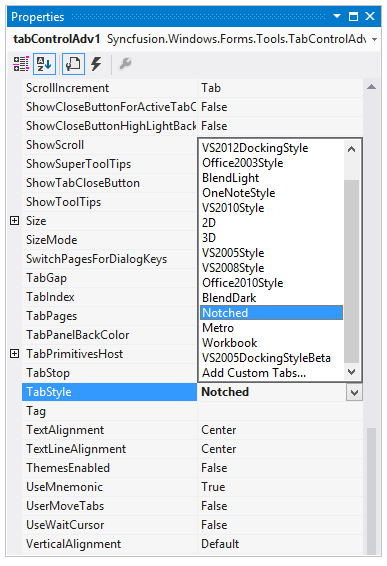 Properties
tabControlAdv1 Syncfusion.Windows.Forms.Tools.TabControlAdv
ScrollIncrement Tab
ShowCloseButtonForActiveTabC False
ShowCloseButtonHighLightBack False
ShowScroll
ShowSuperToolTips
ShowTabCloseButton
ShowToolTips
Size
SizeMode
SwitchPagesForDialogKeys
TabGap
TabIndex
TabPages
TabPanelBackColor
TabPrimitivesHost
TabStop
VS2012DockingStyle
Office2003Style
BlendLight
OneNoteStyle
VS2010Style
2D
3D
VS2005Style
VS2008Style
Office2010Style
BlendDark
Notched
Metro
Workbook
VS2005DockingStyleBeta
Add Custom Tabs...
TabStyle Notched
Tag
TextAlignment Center
TextLineAlignment Center
ThemesEnabled False
UseMnemonic True
UserMoveTabs False
UseWaitCursor False
VerticalAlignment Default